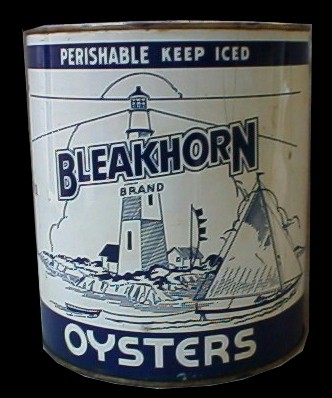 PERISHABLE KEEP ICED
BLEAKHORN
BRAND
OYSTERS